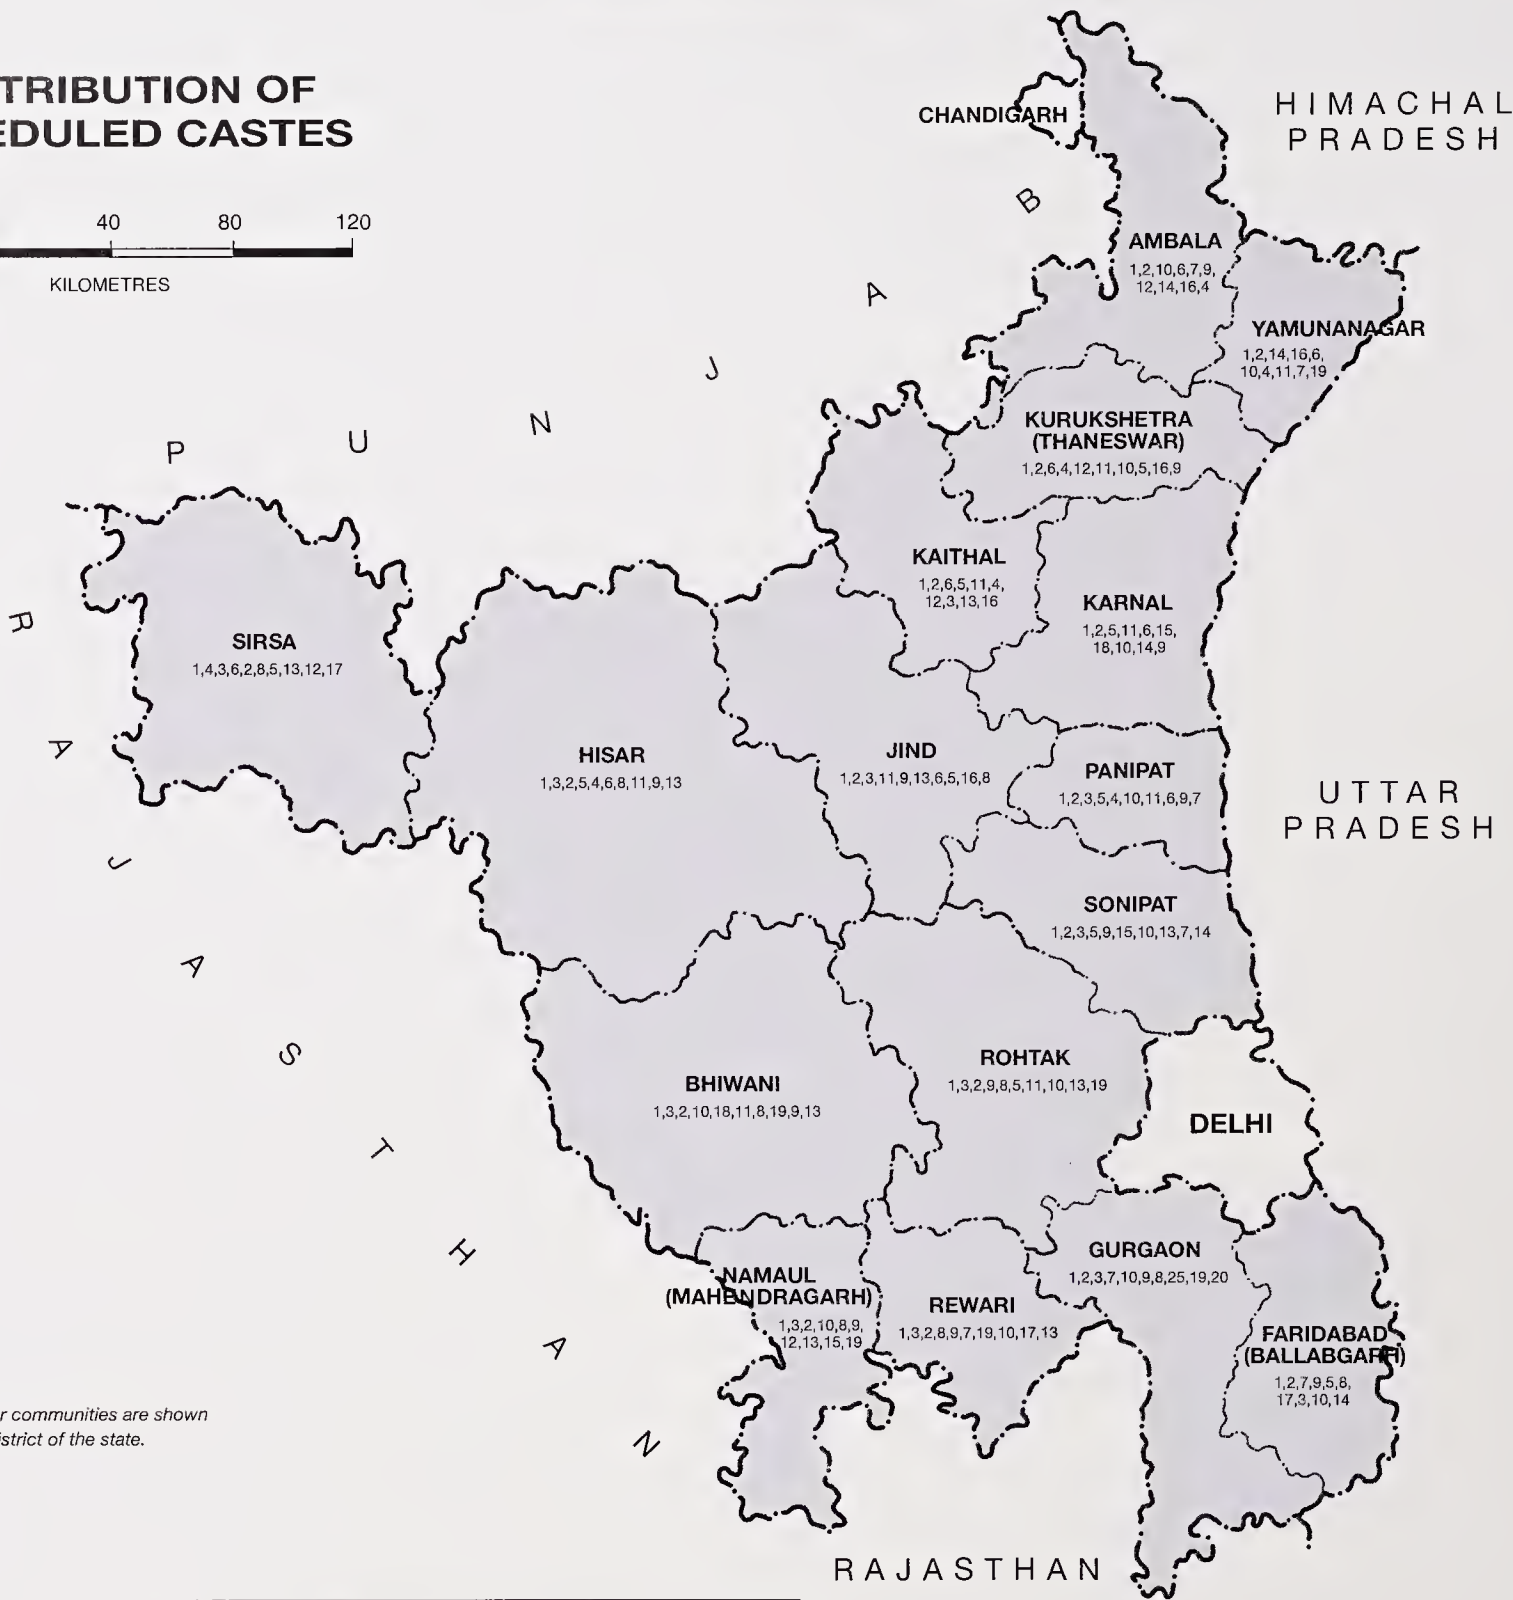 TRIBUTION OF
EDULED CASTES
40 80 120
KILOMETRES
HIMACHAL
PRADESH
CHANDIGARH
PUNJAB
AMBALA
1,2,10,6,7,9,
12,14,16,4
YAMUNANAGAR
1,2,14,16,6,
10,4,11,7,19
KURUKSHETRA
(THANESWAR)
1,2,6,4,12,11,10,5,16,9
KAITHAL
1,2,6,5,11,4,
12,3,13,16
KARNAL
1,2,5,11,6,15,
18,10,14,9
SIRSA
1,4,3,6,2,8,5,13,12,17
HISAR
1,3,2,5,4,6,8,11,9,13
JIND
1,2,3,11,9,13,6,5,16,8
PANIPAT
1,2,3,5,4,10,11,6,9,7
UTTAR
PRADESH
SONIPAT
1,2,3,5,9,15,10,13,7,14
RAJASTHAN
ROHTAK
1,3,2,9,8,5,11,10,13,19
BHIWANI
1,3,2,10,18,11,8,19,9,13
DELHI
GURGAON
1,2,3,7,10,9,8,25,19,20
NAMAUL
(MAHENDRAGARH)
1,3,2,10,8,9,
12,13,15,19
REWARI
1,3,2,8,9,7,19,10,17,13
FARIDABAD
(BALLABGARH)
1,2,7,9,5,8,
17,3,10,14
r communities are shown
istrict of the state.
RAJASTHAN